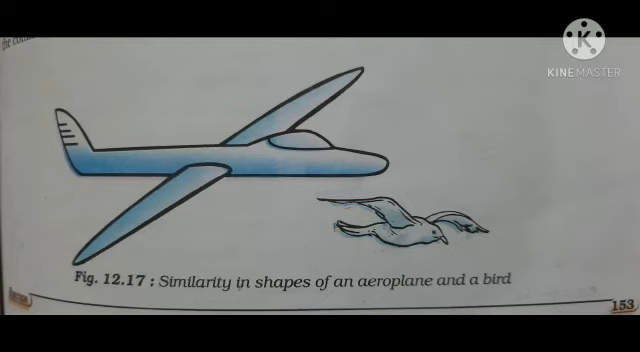 KINEMASTER
Fig. 12.17 : Similarity in shapes of an aeroplane and a bird
153